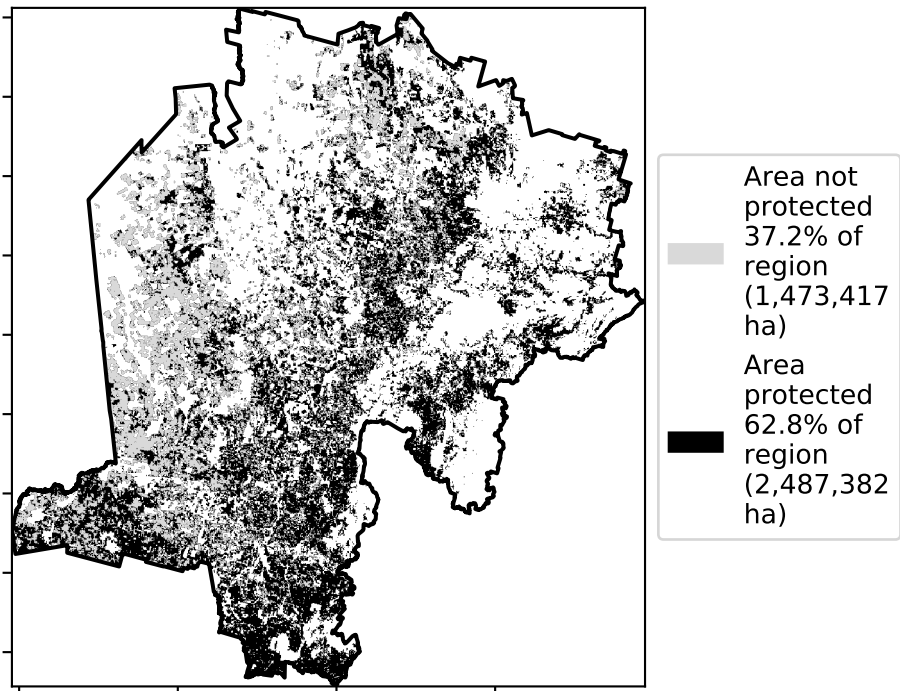 Area not
protected
37.2% of
region
(1,473,417
ha)
Area
protected
62.8% of
region
(2,487,382
ha)